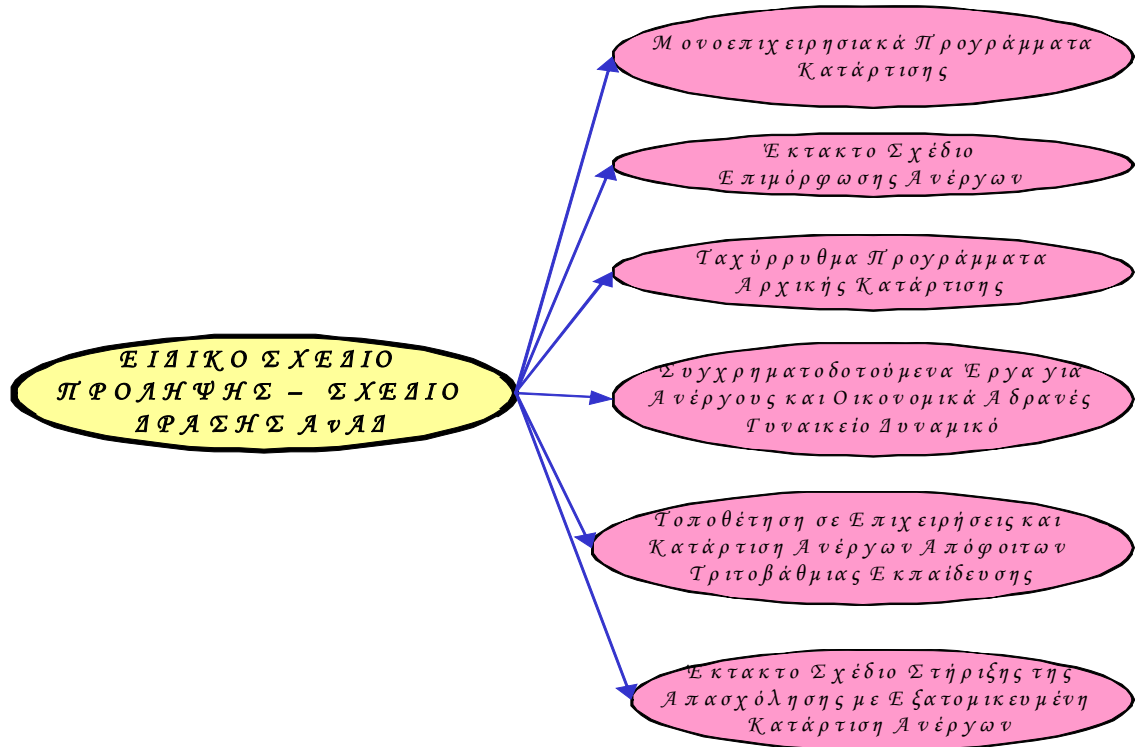 Μονοεπιχειρησιακά Προγράμματα
Κατάρτισης
Έκτακτο Σχέδιο
Επιμόρφωσης Ανέργων
Ταχύρρυθμα Προγράμματα
Αρχικής Κατάρτισης
ΕΙΔΙΚΟ ΣΧΕΔΙΟ
ΠΡΟΛΗΨΗΣ – ΣΧΕΔΙΟ
ΔΡΑΣΗΣ ΑνΑΔ
Συγχρηματοδοτούμενα Έργα για
Ανέργους και Οικονομικά Αδρανές
Γυναικείο Δυναμικό
Τοποθέτηση σε Επιχειρήσεις και
Κατάρτιση Ανέργων Απόφοιτων
Τριτοβάθμιας Εκπαίδευσης
Έκτακτο Σχέδιο Στήριξης της
Απασχόλησης με Εξατομικευμένη
Κατάρτιση Ανέργων